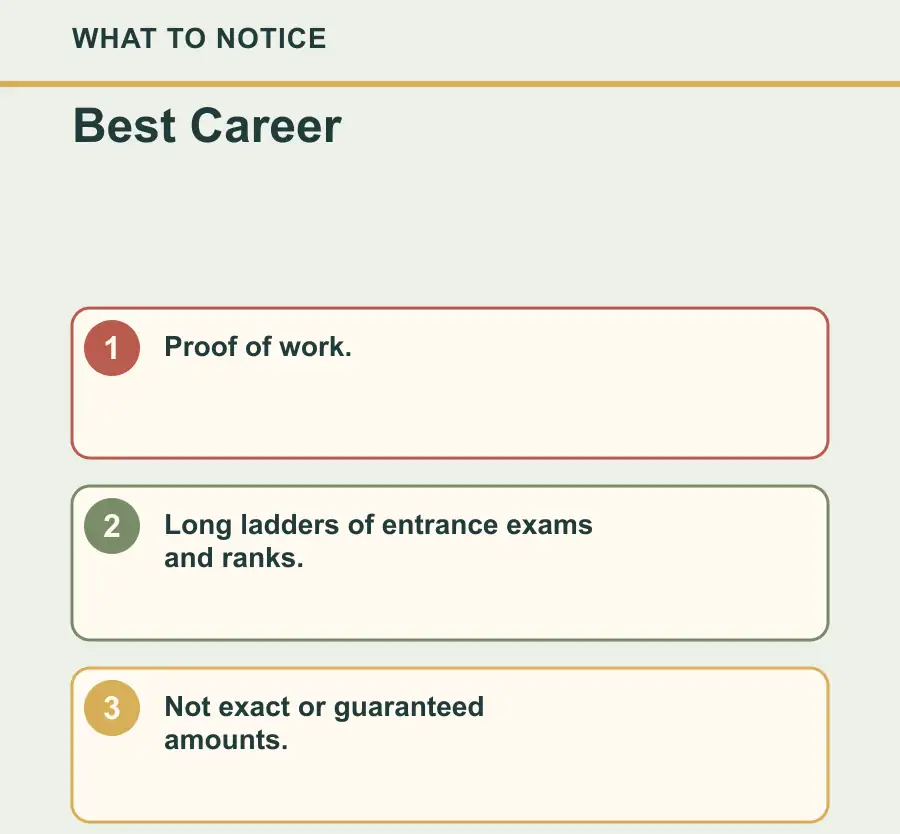 WHAT TO NOTICE
Best Career
1
Proof of work.
2
Long ladders of entrance exams
and ranks.
3
Not exact or guaranteed
amounts.